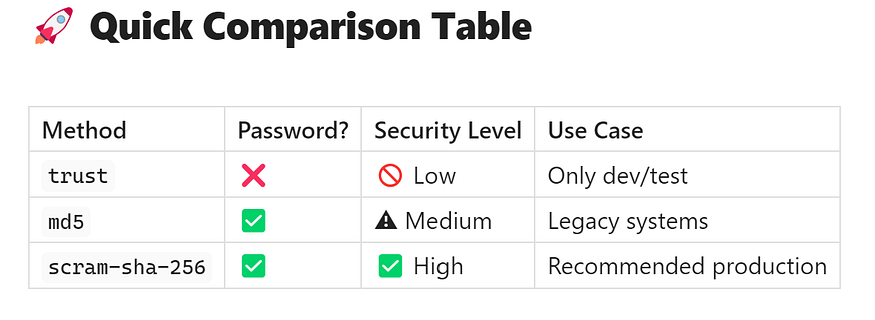 🚀 Quick Comparison Table
Method Password? Security Level Use Case
trust ❌ 🚫 Low Only dev/test
md5 ✅ ⚠ Medium Legacy systems
scram-sha-256 ✅ ✅ High Recommended production